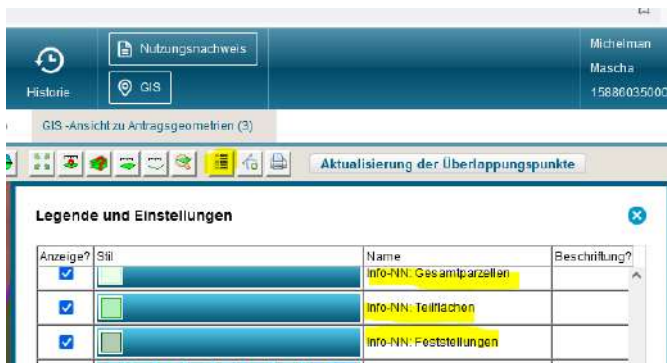 Historie
Nutzungsnachweis
GIS
Michelman
Mascha
15886035000
GIS -Ansicht zu Antragsgeometrien (3)
Aktualisierung der Überlappungspunkte
Legende und Einstellungen
Anzeige? Stil Name Beschriftung?
Info-NN: Gesamtparzellen
Info-NN: Teilflächen
Info-NN: Feststellungen